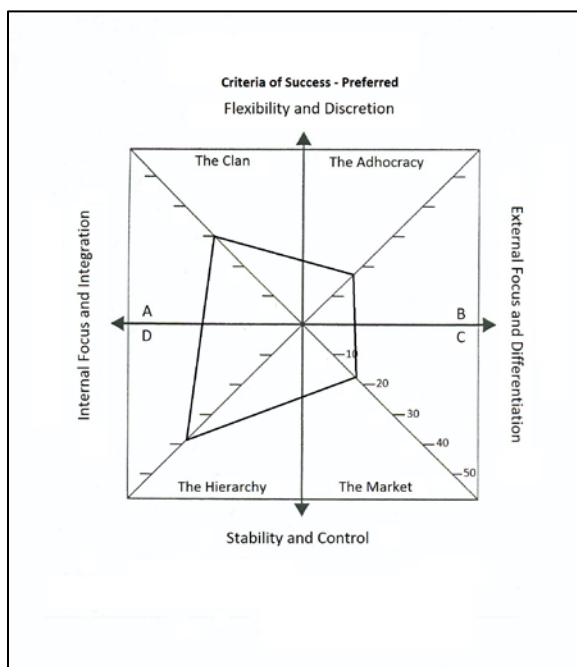 Criteria of Success - Preferred
Flexibility and Discretion
The Clan
The Adhocracy
Internal Focus and Integration
External Focus and Differentiation
A
B
D
C
10
20
30
40
50
The Hierarchy
The Market
Stability and Control